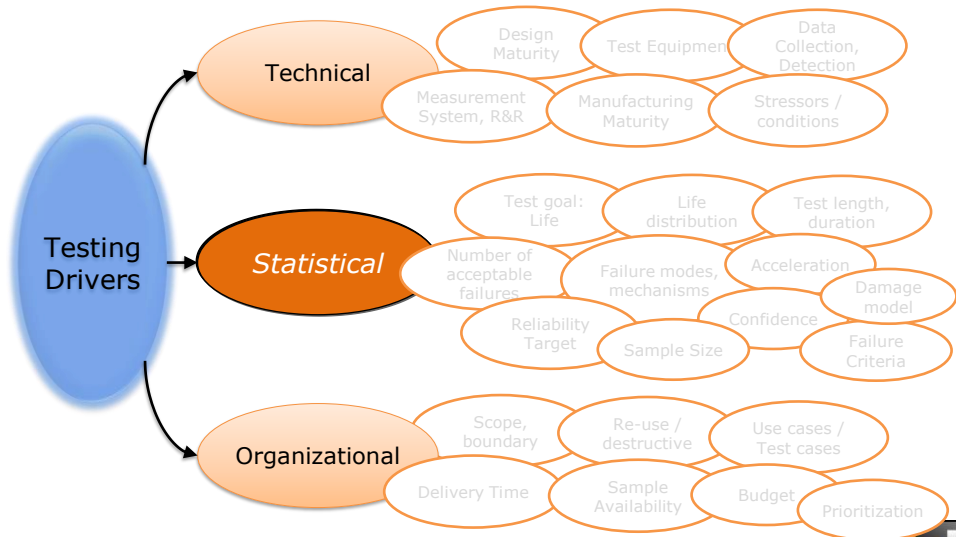 Testing
Drivers
Technical
Design
Maturity
Test Equipmen
Data
Collection,
Detection
Measurement
System, R&R
Manufacturing
Maturity
Stressors /
conditions
Statistical
Test goal:
Life
Life
distribution
Test length,
duration
Number of
acceptable
failures
Failure modes,
mechanisms
Acceleration
Damage
model
Reliability
Target
Sample Size
Confidence
Failure
Criteria
Organizational
Scope,
boundary
Re-use /
destructive
Use cases /
Test cases
Delivery Time
Sample
Availability
Budget
Prioritization